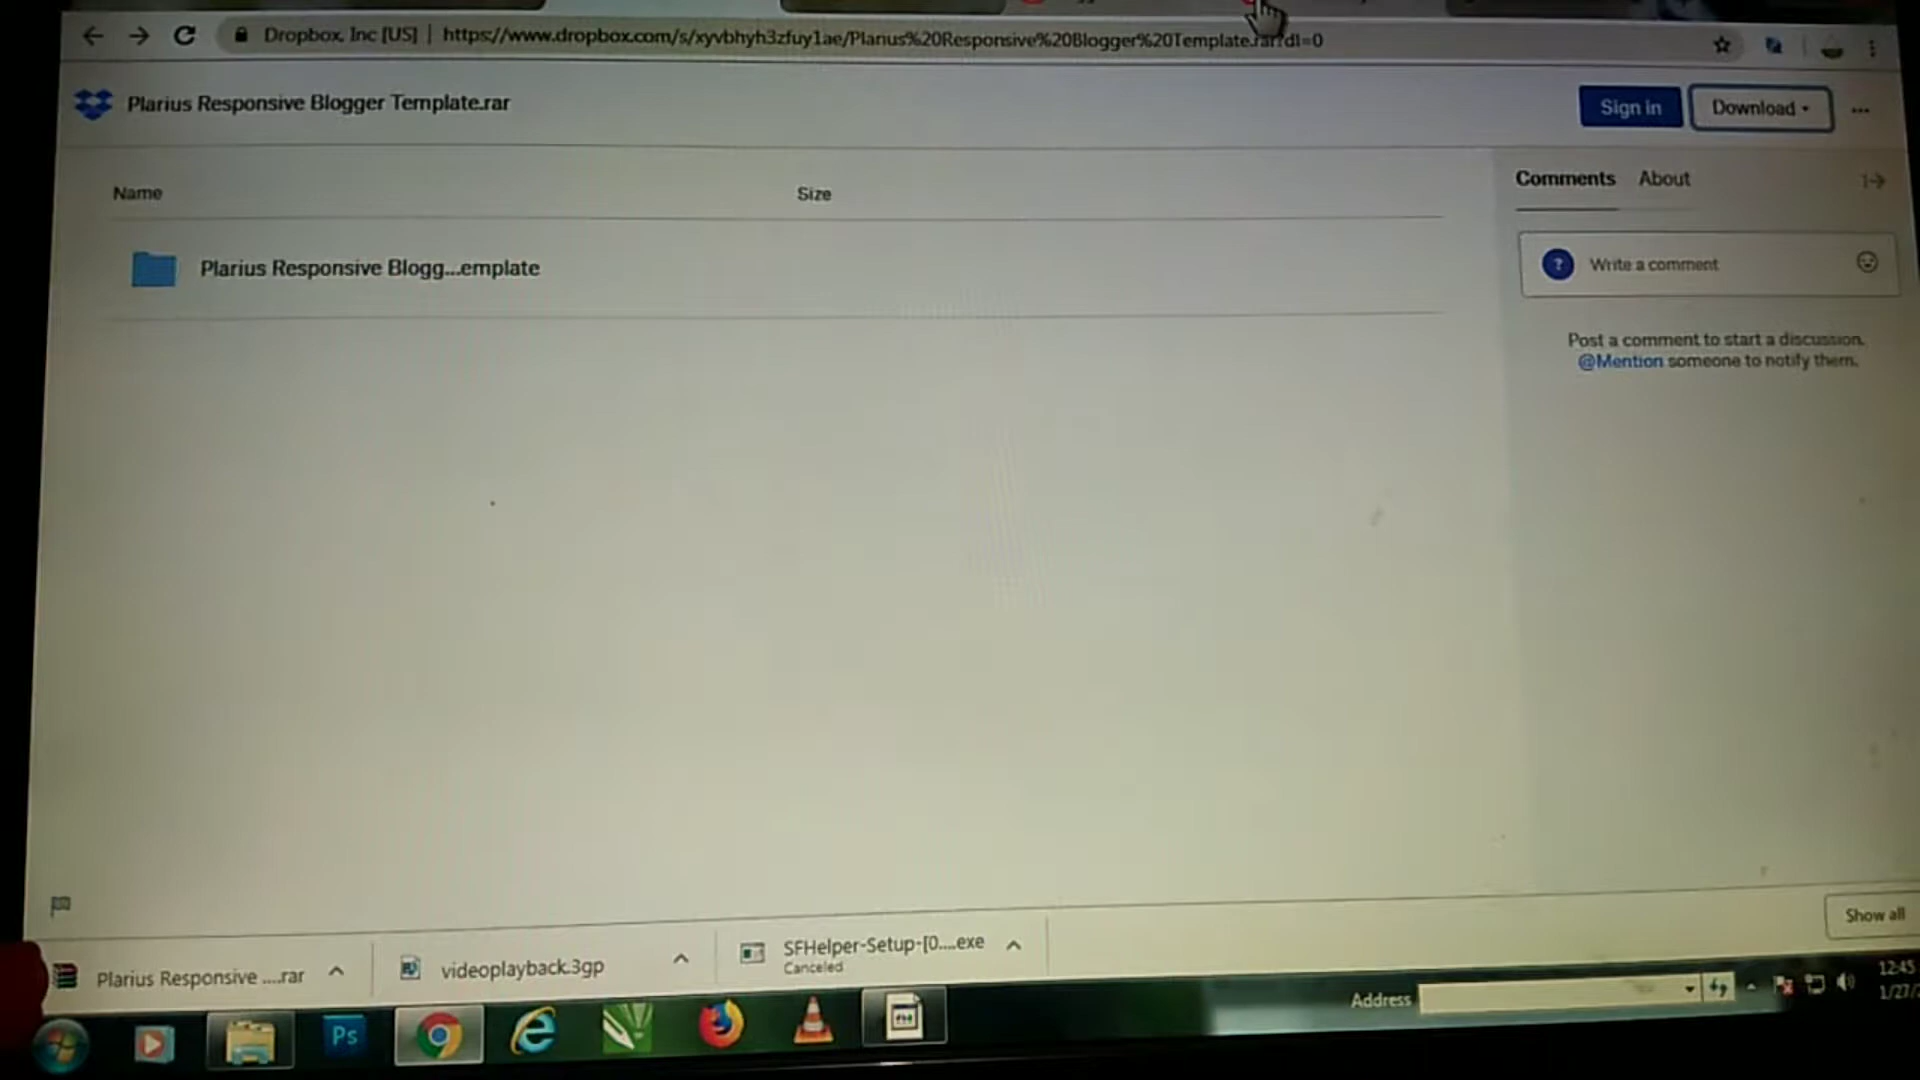 Dropbox, Inc [US] | https://www.dropbox.com/s/xyvbhyh3zfuy1ae/Plarius%20Responsive%20Blogger%20Template.rar?dl=0
Plarius Responsive Blogger Template.rar
Sign in
Download
Name
Size
Comments
About
Plarius Responsive Blogg...emplate
?
Write a comment
Post a comment to start a discussion.
@Mention someone to notify them.
Show all
Plarius Responsive ....rar
videoplayback.3gp
SFHelper-Setup-[0....exe
Canceled
Address
12:45
1/27/
Ps